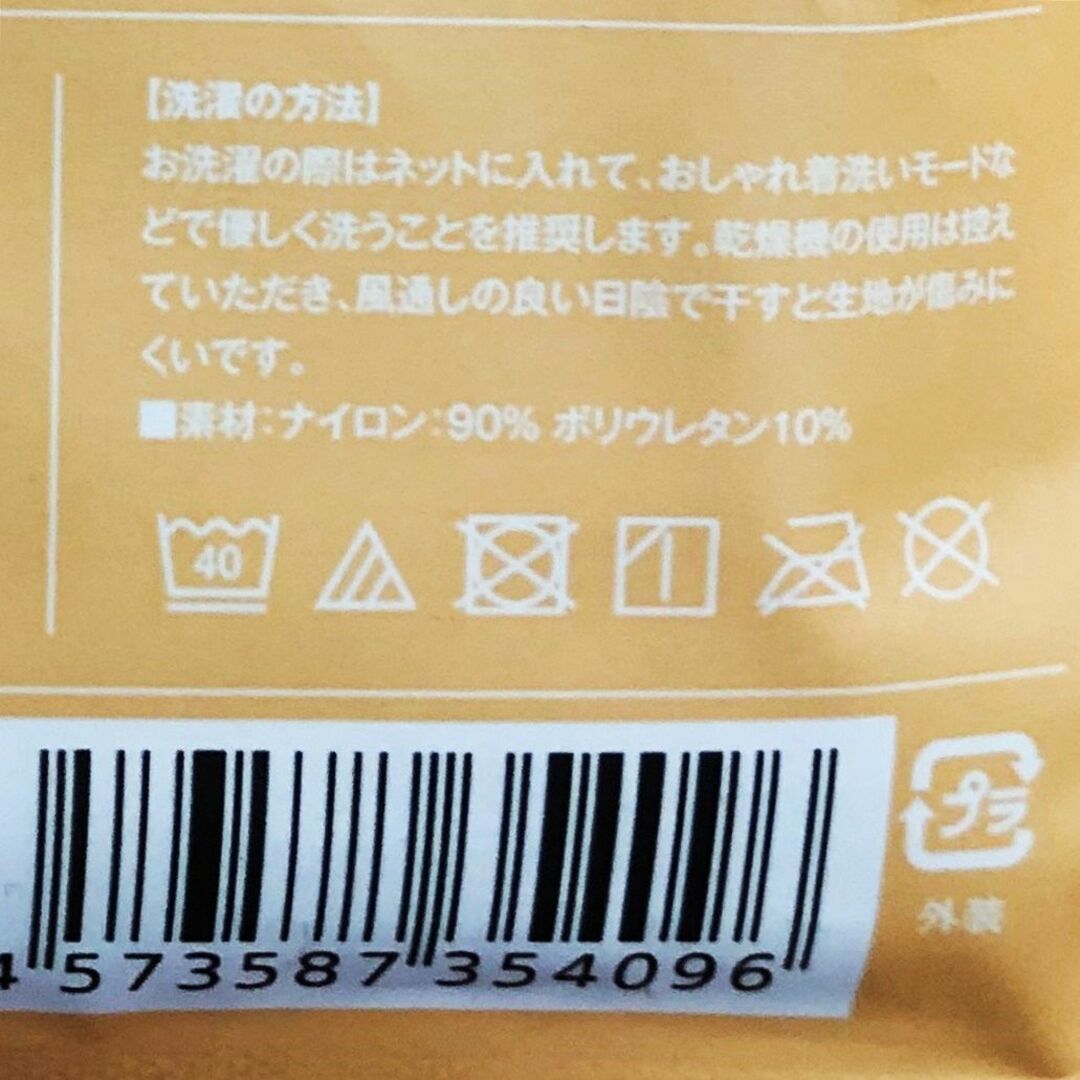 【洗濯の方法】
お洗濯の際はネットに入れて、おしゃれ着洗いモードな
どで優しく洗うことを推奨します。乾燥機の使用は控え
ていただき、風通しの良い日陰で干すと生地が傷みに
くいです。
■素材：ナイロン：90% ポリウレタン10%
40
プラ
外装
4 573587 354096